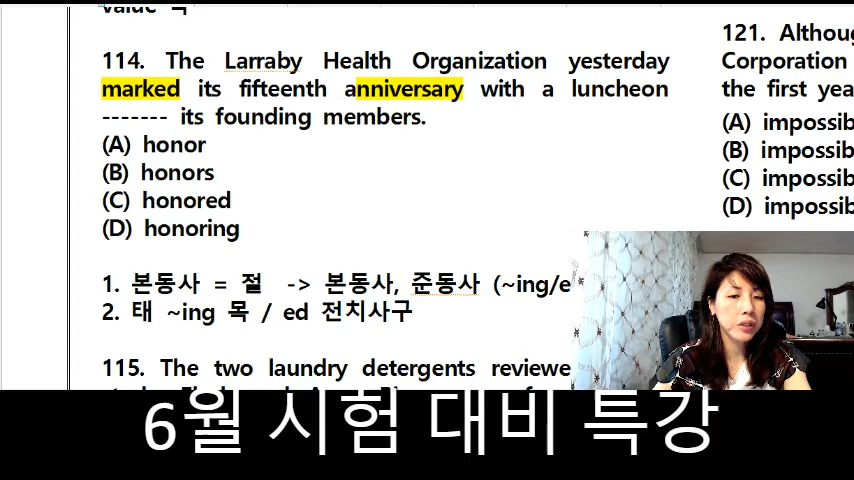 value 특
114. The Larraby Health Organization yesterday
marked its fifteenth anniversary with a luncheon
------- its founding members.
(A) honor
(B) honors
(C) honored
(D) honoring
1. 본동사 = 절 -> 본동사, 준동사 (~ing/e
2. 태 ~ing 목 / ed 전치사구
115. The two laundry detergents reviewe
121. Althoug
Corporation
the first yea
(A) impossib
(B) impossib
(C) impossib
(D) impossib
6월 시험 대비 특강